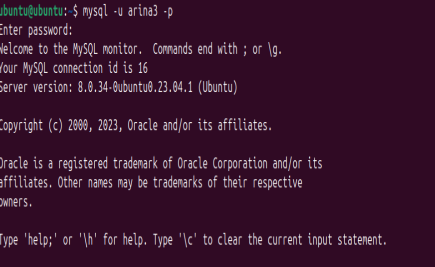 ubuntu@ubuntu:~$ mysql -u arina3 -p
Enter password:
Welcome to the MySQL monitor.  Commands end with ; or \g.
Your MySQL connection id is 16
Server version: 8.0.34-0ubuntu0.23.04.1 (Ubuntu)
Copyright (c) 2000, 2023, Oracle and/or its affiliates.
Oracle is a registered trademark of Oracle Corporation and/or its
affiliates. Other names may be trademarks of their respective
owners.
Type 'help;' or '\h' for help. Type '\c' to clear the current input statement.